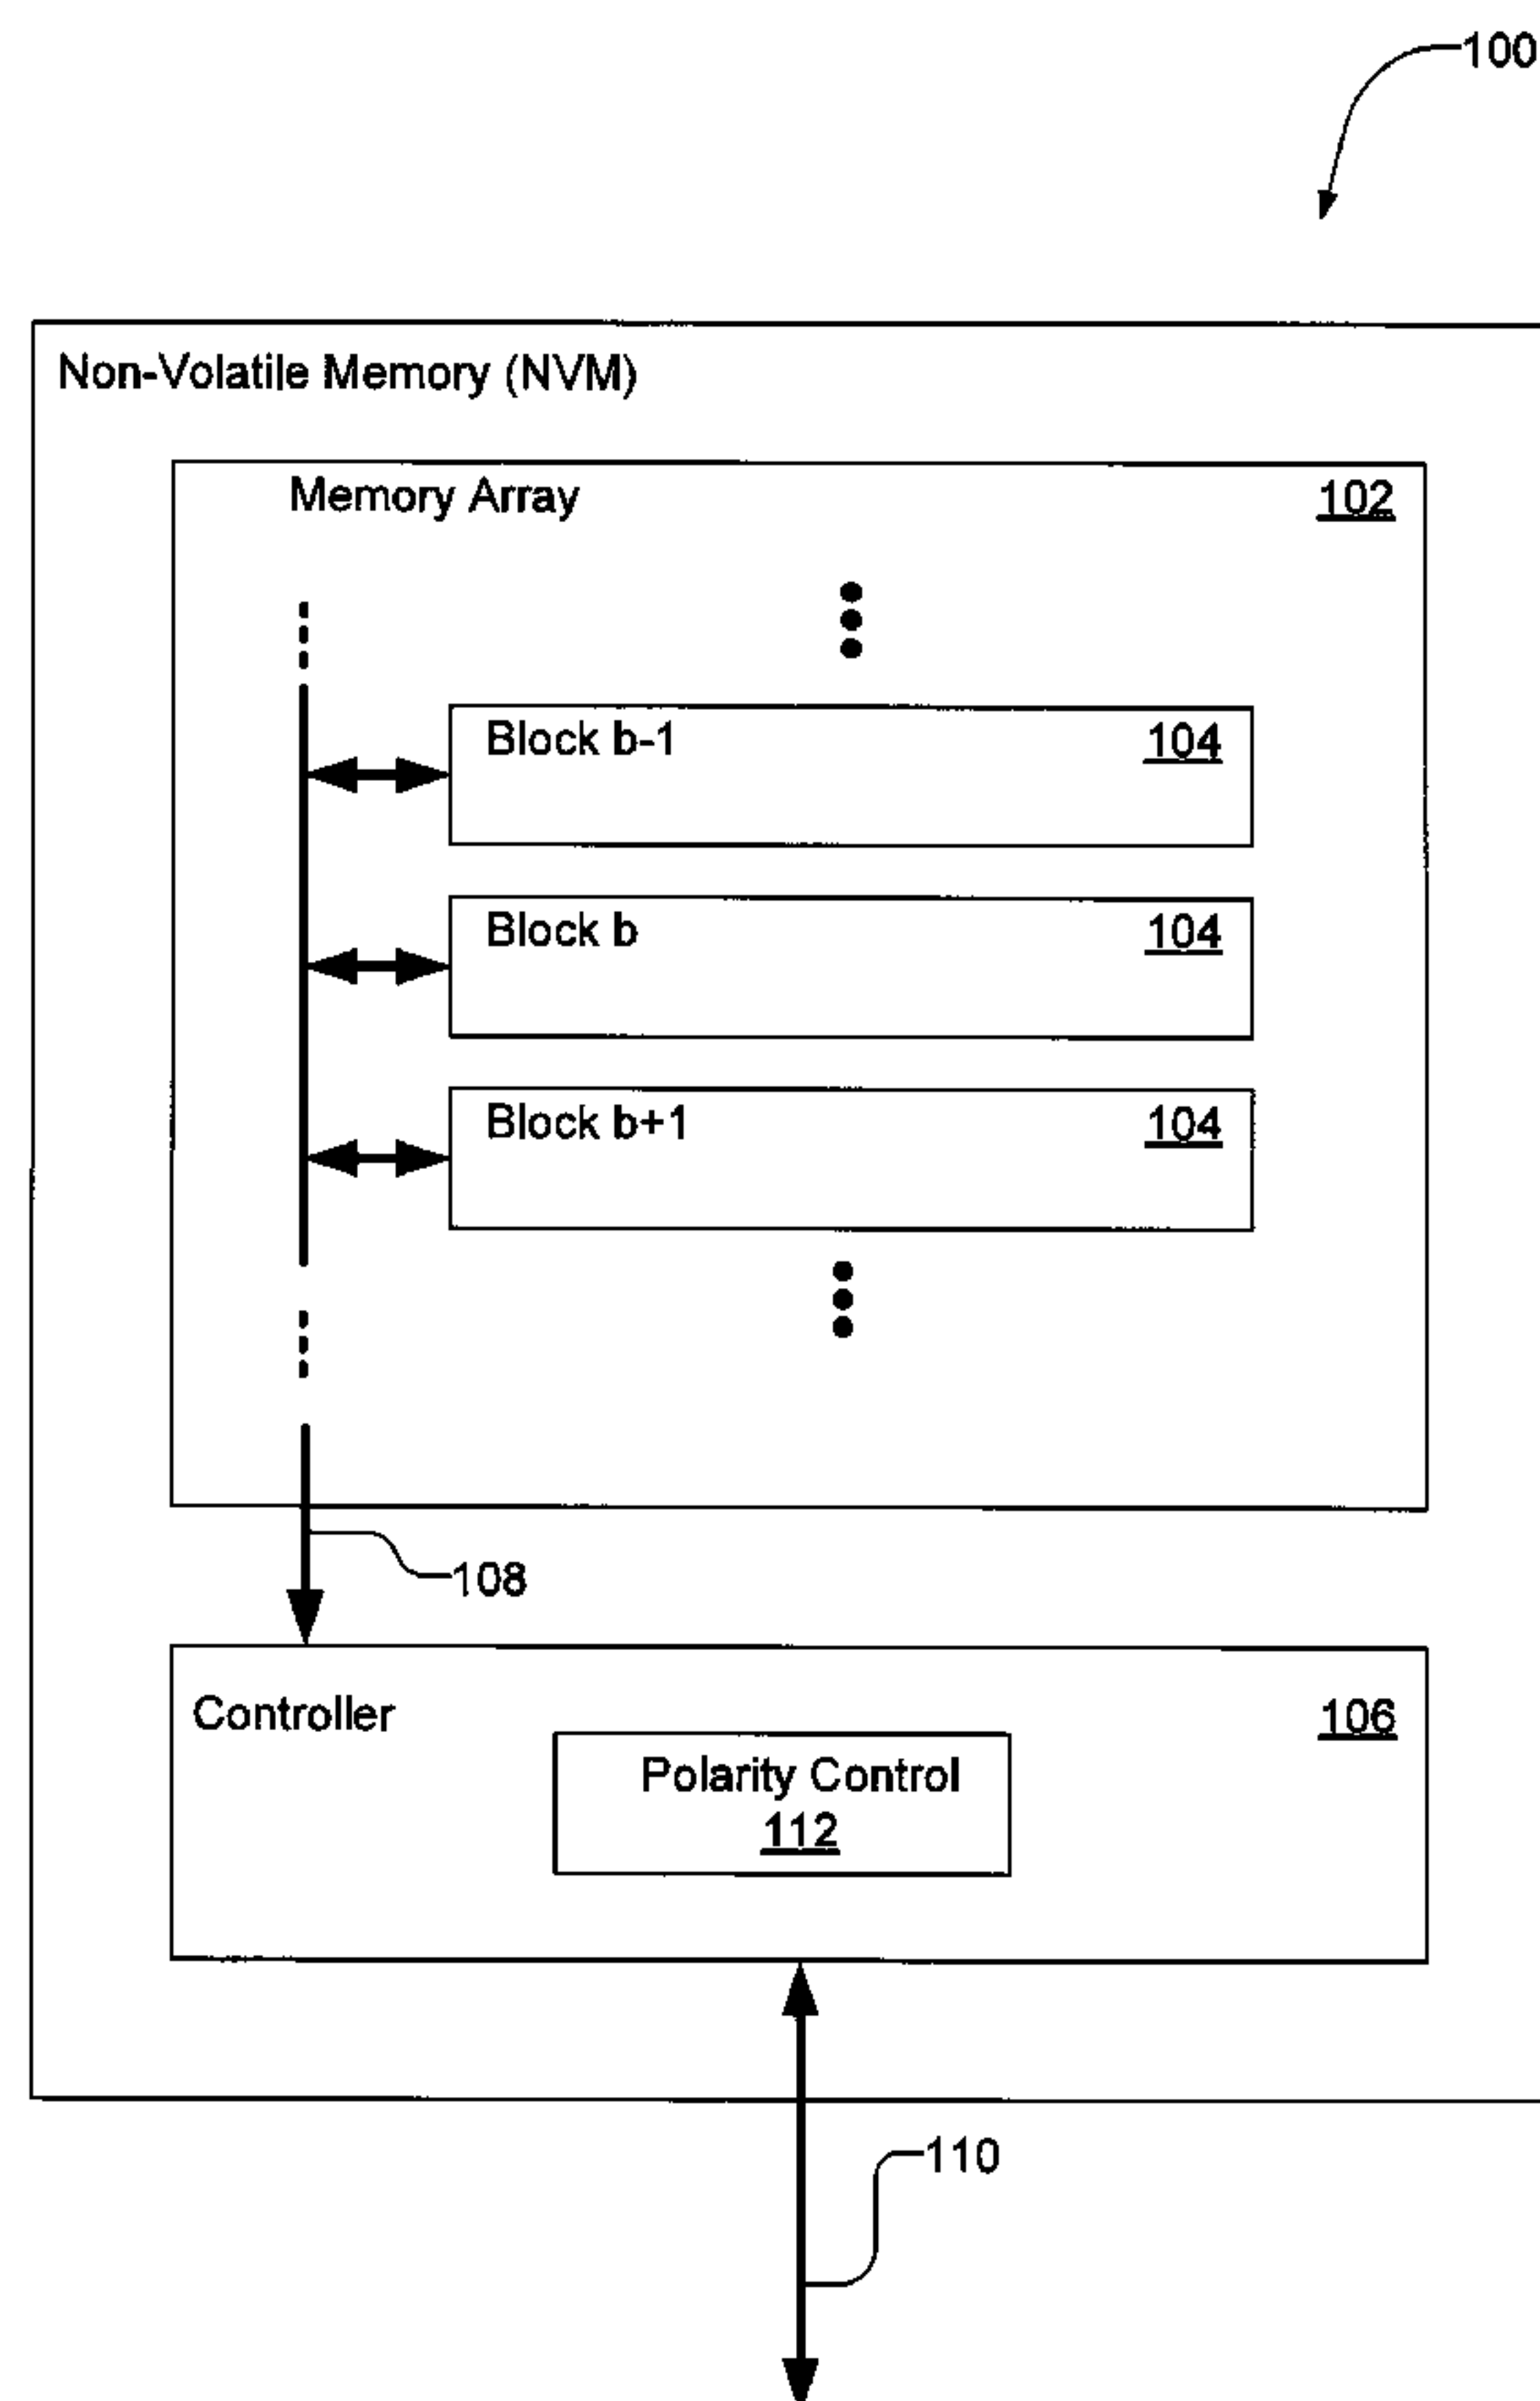 100
Non-Volatile Memory (NVM)
Memory Array 102
Block b-1 104
Block b 104
Block b+1 104
108
Controller 106
Polarity Control
112
110